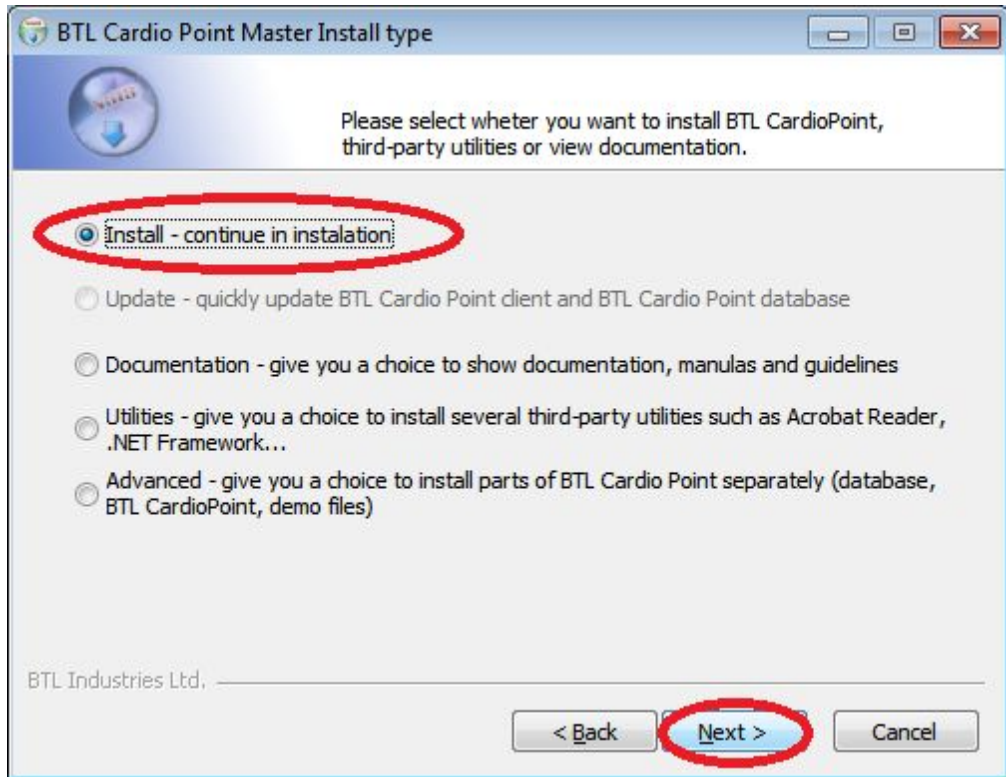 BTL Cardio Point Master Install type
Please select wheter you want to install BTL CardioPoint,
third-party utilities or view documentation.
Install - continue in instalation
Update - quickly update BTL Cardio Point client and BTL Cardio Point database
Documentation - give you a choice to show documentation, manulas and guidelines
Utilities - give you a choice to install several third-party utilities such as Acrobat Reader,
.NET Framework...
Advanced - give you a choice to install parts of BTL Cardio Point separately (database,
BTL CardioPoint, demo files)
BTL Industries Ltd.
< Back Next > Cancel